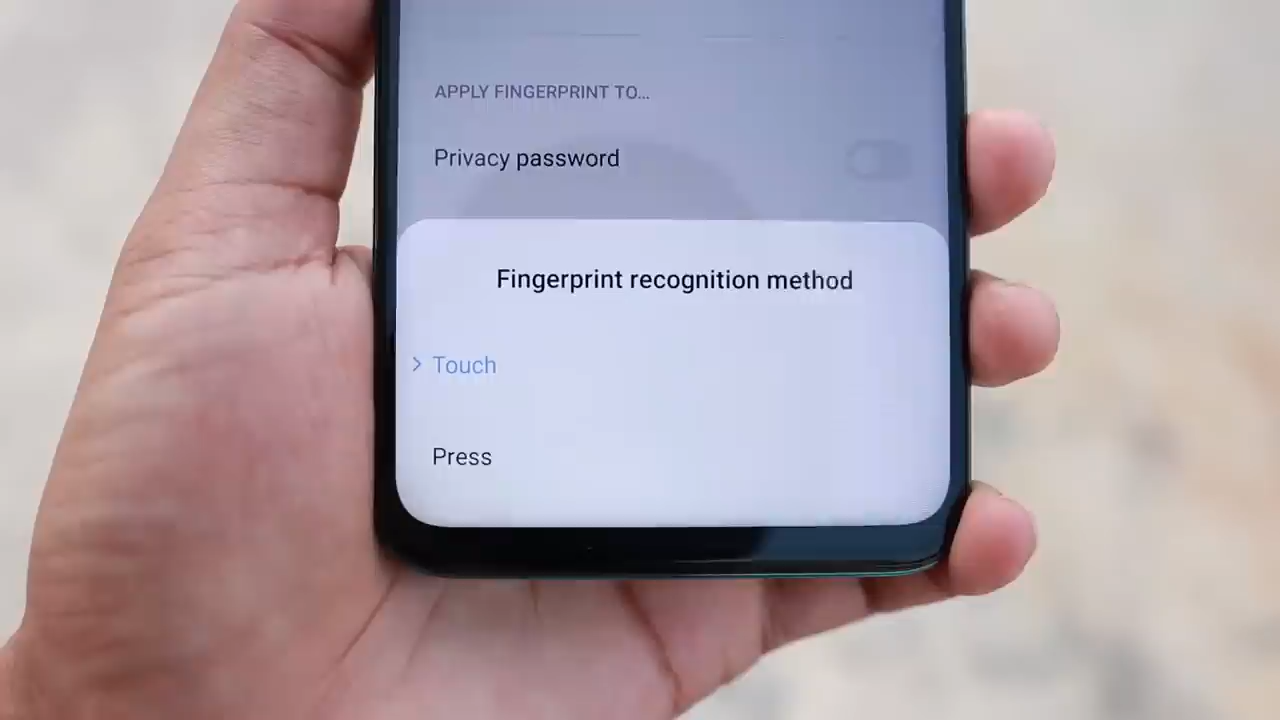 APPLY FINGERPRINT TO...
Privacy password
Fingerprint recognition method
> Touch
Press